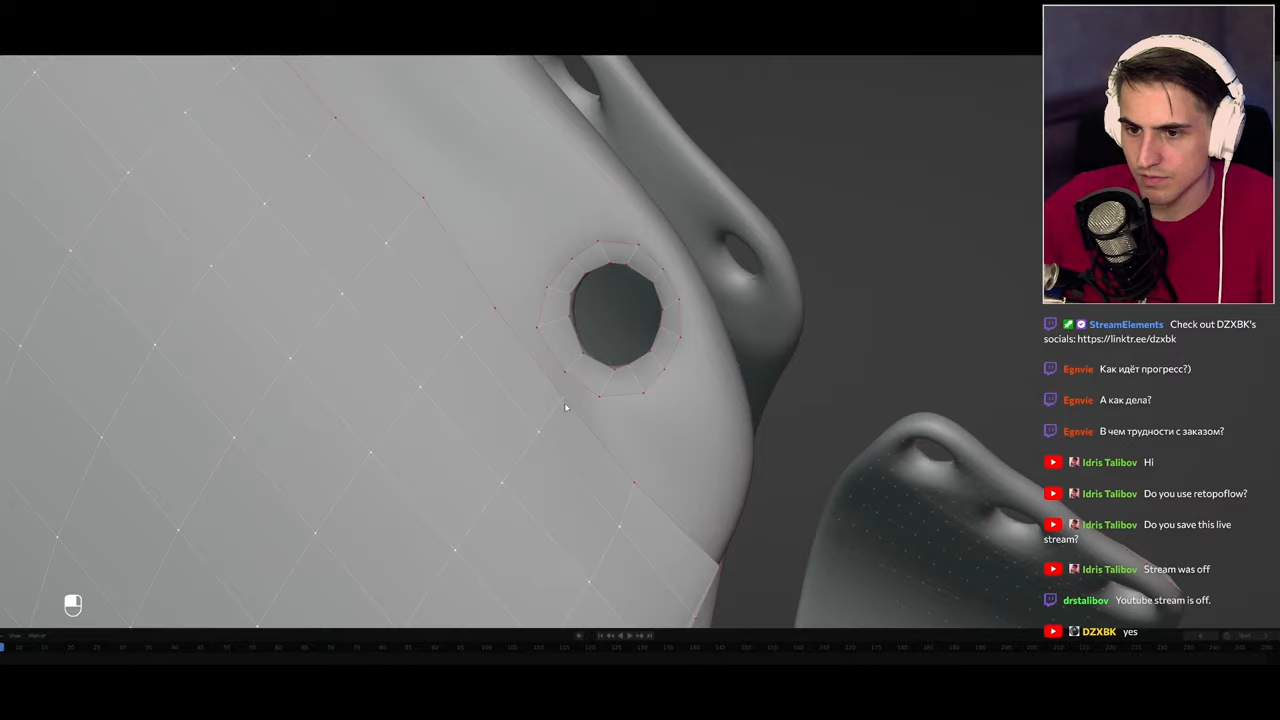 StreamElements Check out DZXBK's
socials: https://linktr.ee/dzxbk
Egnvie Как идёт прогресс?)
Egnvie А как дела?
Egnvie В чем трудности с заказом?
Idris Talibov Hi
Idris Talibov Do you use retopoflow?
Idris Talibov Do you save this live
stream?
Idris Talibov Stream was off
drstalibov Youtube stream is off.
DZXBK yes
View Marker